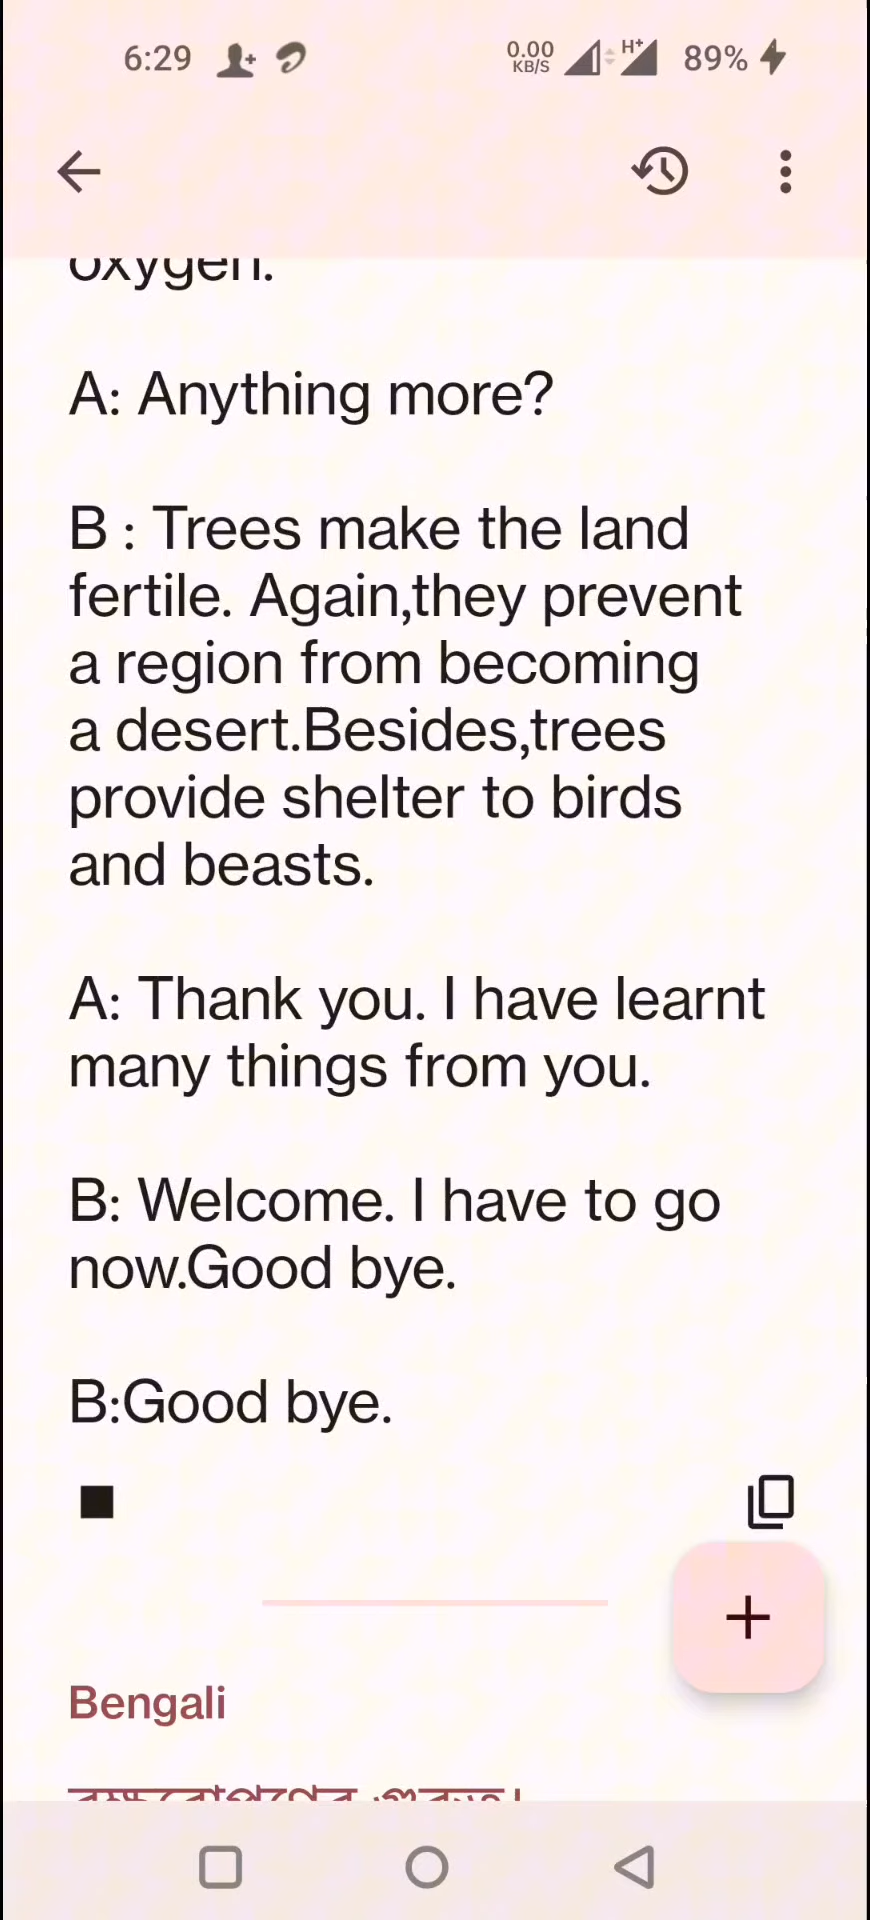 6:29
0.00
KB/S
H+
89%
oxygen.
A: Anything more?
B : Trees make the land
fertile. Again,they prevent
a region from becoming
a desert.Besides,trees
provide shelter to birds
and beasts.
A: Thank you. I have learnt
many things from you.
B: Welcome. I have to go
now.Good bye.
B:Good bye.
Bengali